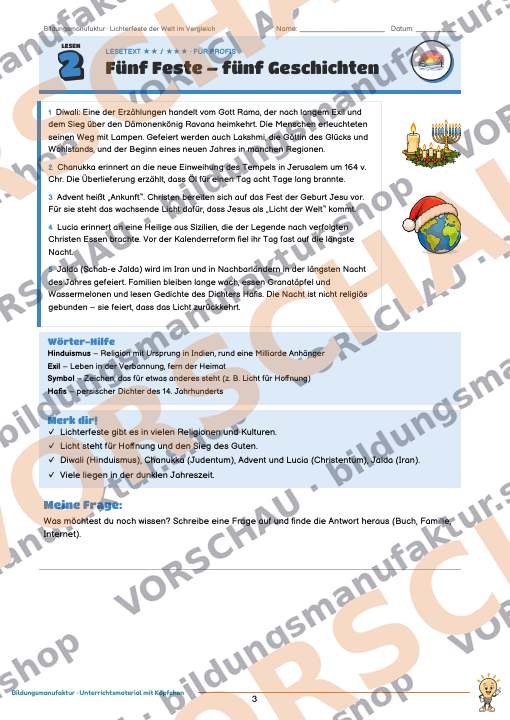 Bildungsmonufaktur · Lichterfeste der Welt im Vergleich Name: Datum:
LESEN
2
LESETEXT ★★ / ★★★ · FÜR PROFIS
Fünf Feste – fünf Geschichten
1 Diwali: Eine der Erzählungen handelt vom Gott Rama, der nach langem Exil und
dem Sieg über den Dämonenkönig Ravana heimkehrt. Die Menschen erleuchteten
seinen Weg mit Lampen. Gefeiert werden auch Lakshmi, die Göttin des Glücks und
Wohlstands, und der Beginn eines neuen Jahres in manchen Regionen.
2 Chanukka erinnert an die neue Einweihung des Tempels in Jerusalem um 164 v.
Chr. Die Überlieferung erzählt, dass Öl für einen Tag acht Tage lang brannte.
3 Advent heißt „Ankunft“. Christen bereiten sich auf das Fest der Geburt Jesu vor.
Für sie steht das wachsende Licht dafür, dass Jesus als „Licht der Welt“ kommt.
4 Lucia erinnert an eine Heilige aus Sizilien, die der Legende nach verfolgten
Christen Essen brachte. Vor der Kalenderreform fiel ihr Tag fast auf die längste
Nacht.
5 Jalda (Schab-e Jalda) wird im Iran und in Nachbarländern in der längsten Nacht
des Jahres gefeiert. Familien bleiben lange wach, essen Granatäpfel und
Wassermelonen und lesen Gedichte des Dichters Hafis. Die Nacht ist nicht religiös
gebunden – sie feiert, dass das Licht zurückkehrt.
Wörter-Hilfe
Hinduismus – Religion mit Ursprung in Indien, rund eine Milliarde Anhänger
Exil – Leben in der Verbannung, fern der Heimat
Symbol – Zeichen, das für etwas anderes steht (z. B. Licht für Hoffnung)
Hafis – persischer Dichter des 14. Jahrhunderts
Merk dir!
✓ Lichterfeste gibt es in vielen Religionen und Kulturen.
✓ Licht steht für Hoffnung und den Sieg des Guten.
✓ Diwali (Hinduismus), Chanukka (Judentum), Advent und Lucia (Christentum), Jalda (Iran).
✓ Viele liegen in der dunklen Jahreszeit.
Meine Frage:
Was möchtest du noch wissen? Schreibe eine Frage auf und finde die Antwort heraus (Buch, Familie,
Internet).
VORSCHAU · bildungsmanufaktur.shop
Bildungsmonufaktur · Unterrichtsmaterial mit Köpfchen
3